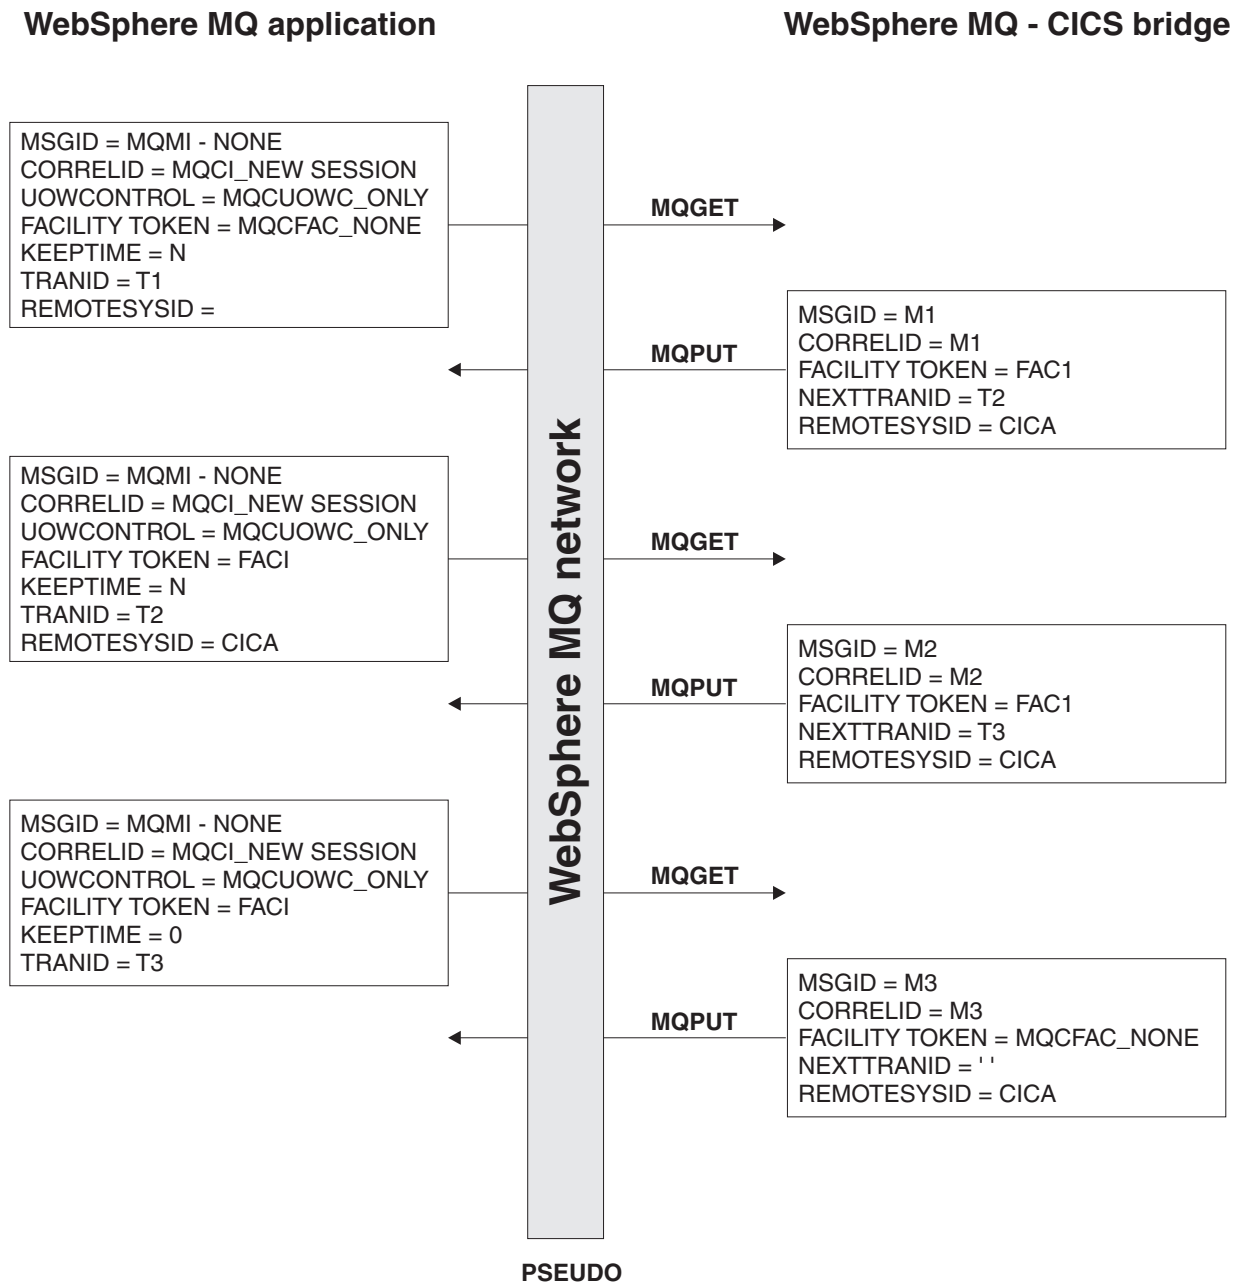 WebSphere MQ application
WebSphere MQ - CICS bridge
MSGID = MQMI - NONE
CORRELID = MQCI_NEW SESSION
UOWCONTROL = MQCUOWC_ONLY
FACILITY TOKEN = MQCFAC_NONE
KEEPTIME = N
TRANID = T1
REMOTESYSID =
MQGET
MSGID = M1
CORRELID = M1
FACILITY TOKEN = FAC1
NEXTTRANID = T2
REMOTESYSID = CICA
MQPUT
MSGID = MQMI - NONE
CORRELID = MQCI_NEW SESSION
UOWCONTROL = MQCUOWC_ONLY
FACILITY TOKEN = FACI
KEEPTIME = N
TRANID = T2
REMOTESYSID = CICA
MQGET
WebSphere MQ network
MSGID = M2
CORRELID = M2
FACILITY TOKEN = FAC1
NEXTTRANID = T3
REMOTESYSID = CICA
MQPUT
MSGID = MQMI - NONE
CORRELID = MQCI_NEW SESSION
UOWCONTROL = MQCUOWC_ONLY
FACILITY TOKEN = FACI
KEEPTIME = 0
TRANID = T3
MQGET
MSGID = M3
CORRELID = M3
FACILITY TOKEN = MQCFAC_NONE
NEXTTRANID = ' '
REMOTESYSID = CICA
MQPUT
PSEUDO